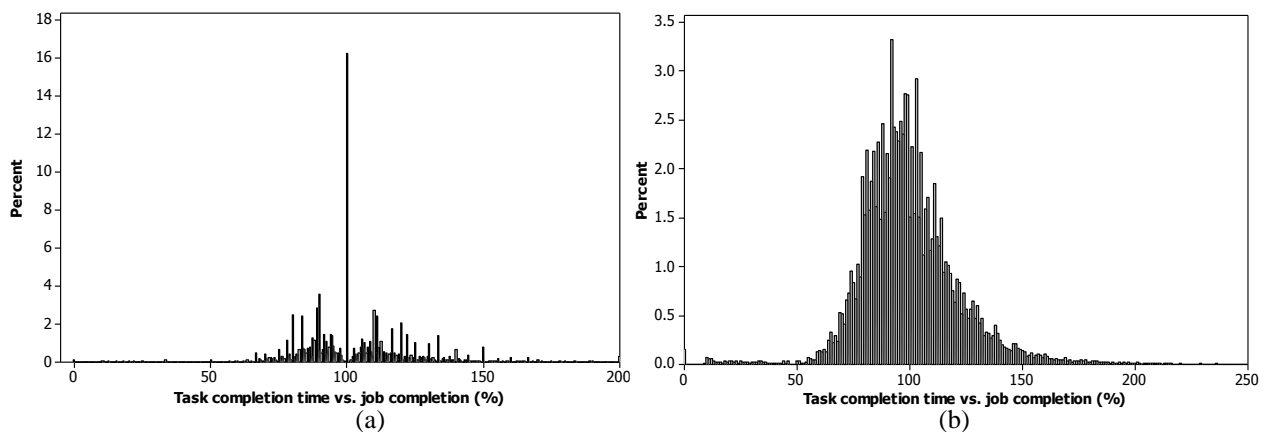 18
16
14
12
10
8
6
4
2
0
Percent
0 50 100 150 200
Task completion time vs. job completion (%)
(a)
3.5
3.0
2.5
2.0
1.5
1.0
0.5
0.0
Percent
0 50 100 150 200 250
Task completion time vs. job completion (%)
(b)